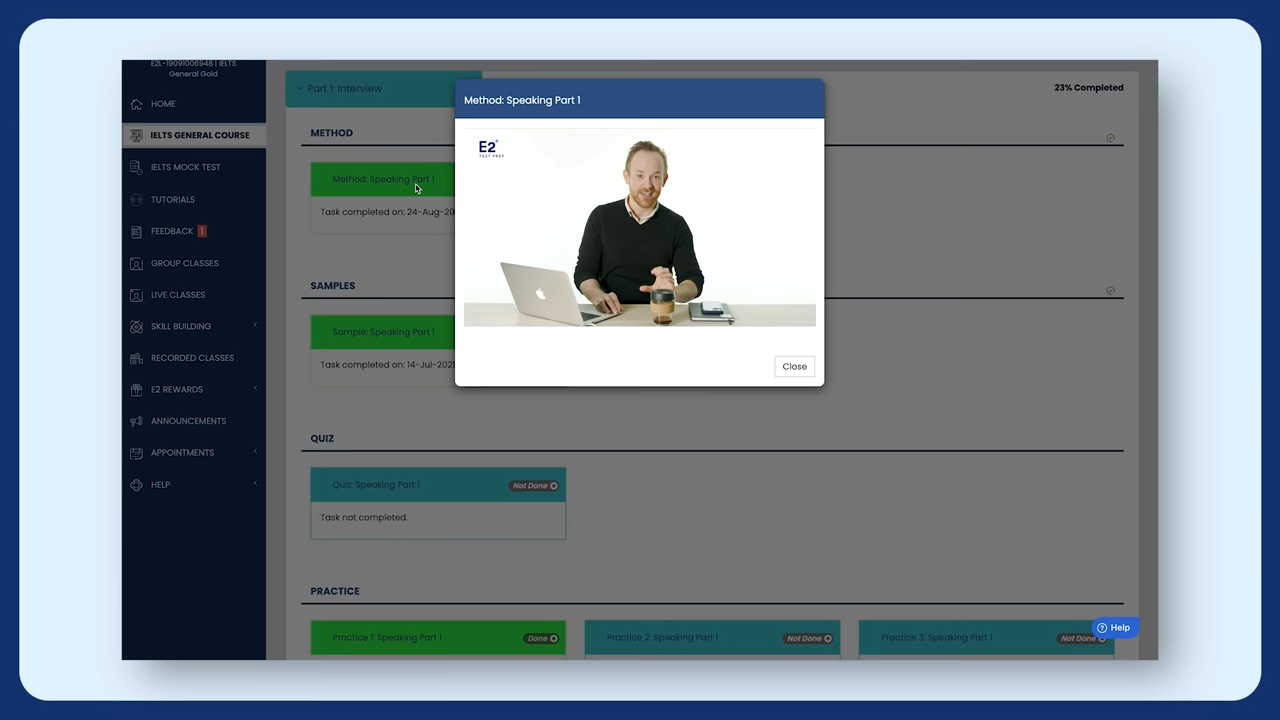 E2L-19091006948 | IELTS
General Gold
HOME
IELTS GENERAL COURSE
IELTS MOCK TEST
TUTORIALS
FEEDBACK 1
GROUP CLASSES
LIVE CLASSES
SKILL BUILDING
RECORDED CLASSES
E2 REWARDS
ANNOUNCEMENTS
APPOINTMENTS
HELP
Part 1: Interview
23% Completed
METHOD
Method: Speaking Part 1
Task completed on: 24-Aug-20
SAMPLES
Sample: Speaking Part 1
Task completed on: 14-Jul-202
QUIZ
Quiz: Speaking Part 1
Not Done
Task not completed.
PRACTICE
Practice 1: Speaking Part 1
Done
Practice 2: Speaking Part 1
Not Done
Practice 3: Speaking Part 1
Not Done
Method: Speaking Part 1
E2
TEST PREP
Close
Help